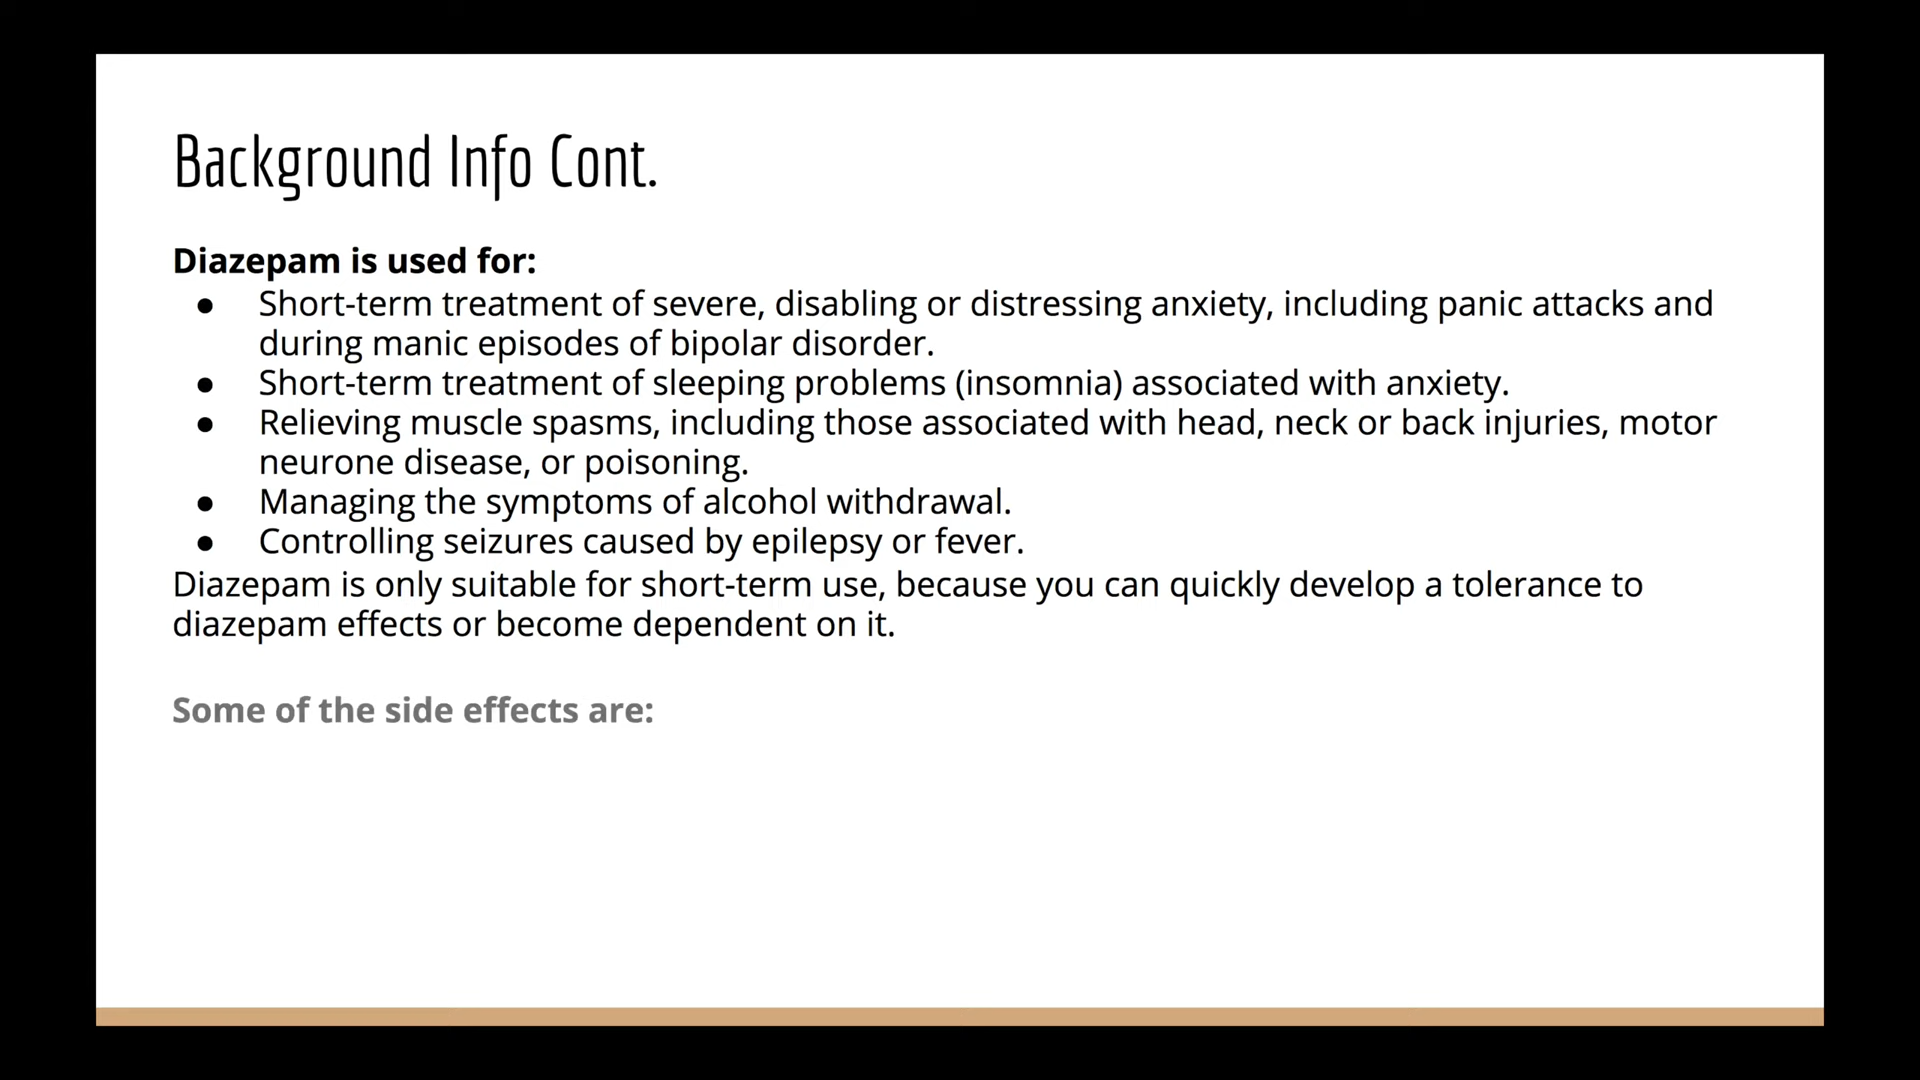 Background Info Cont.
Diazepam is used for:
● Short-term treatment of severe, disabling or distressing anxiety, including panic attacks and
during manic episodes of bipolar disorder.
● Short-term treatment of sleeping problems (insomnia) associated with anxiety.
● Relieving muscle spasms, including those associated with head, neck or back injuries, motor
neurone disease, or poisoning.
● Managing the symptoms of alcohol withdrawal.
● Controlling seizures caused by epilepsy or fever.
Diazepam is only suitable for short-term use, because you can quickly develop a tolerance to
diazepam effects or become dependent on it.
Some of the side effects are: